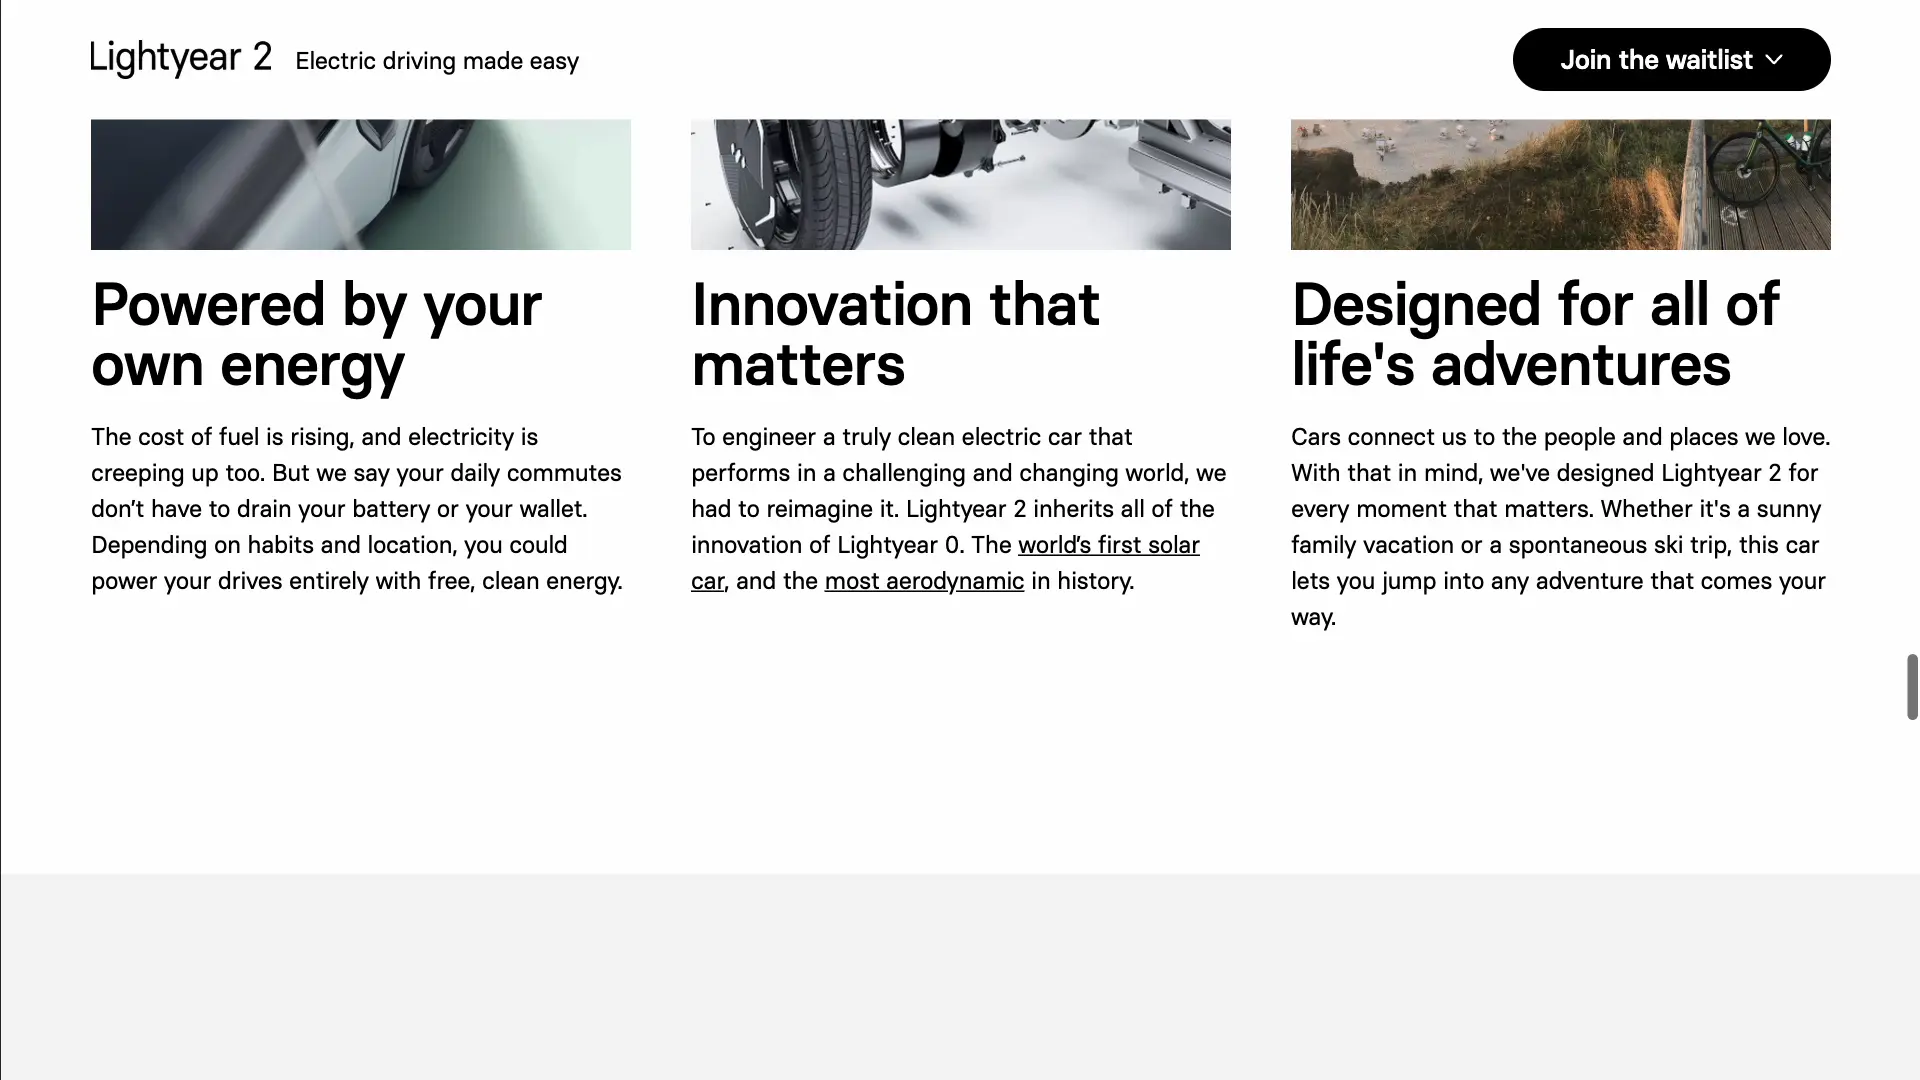 Lightyear 2 Electric driving made easy
Join the waitlist
Powered by your
own energy
The cost of fuel is rising, and electricity is
creeping up too. But we say your daily commutes
don’t have to drain your battery or your wallet.
Depending on habits and location, you could
power your drives entirely with free, clean energy.
Innovation that
matters
To engineer a truly clean electric car that
performs in a challenging and changing world, we
had to reimagine it. Lightyear 2 inherits all of the
innovation of Lightyear 0. The world’s first solar
car, and the most aerodynamic in history.
Designed for all of
life's adventures
Cars connect us to the people and places we love.
With that in mind, we've designed Lightyear 2 for
every moment that matters. Whether it's a sunny
family vacation or a spontaneous ski trip, this car
lets you jump into any adventure that comes your
way.